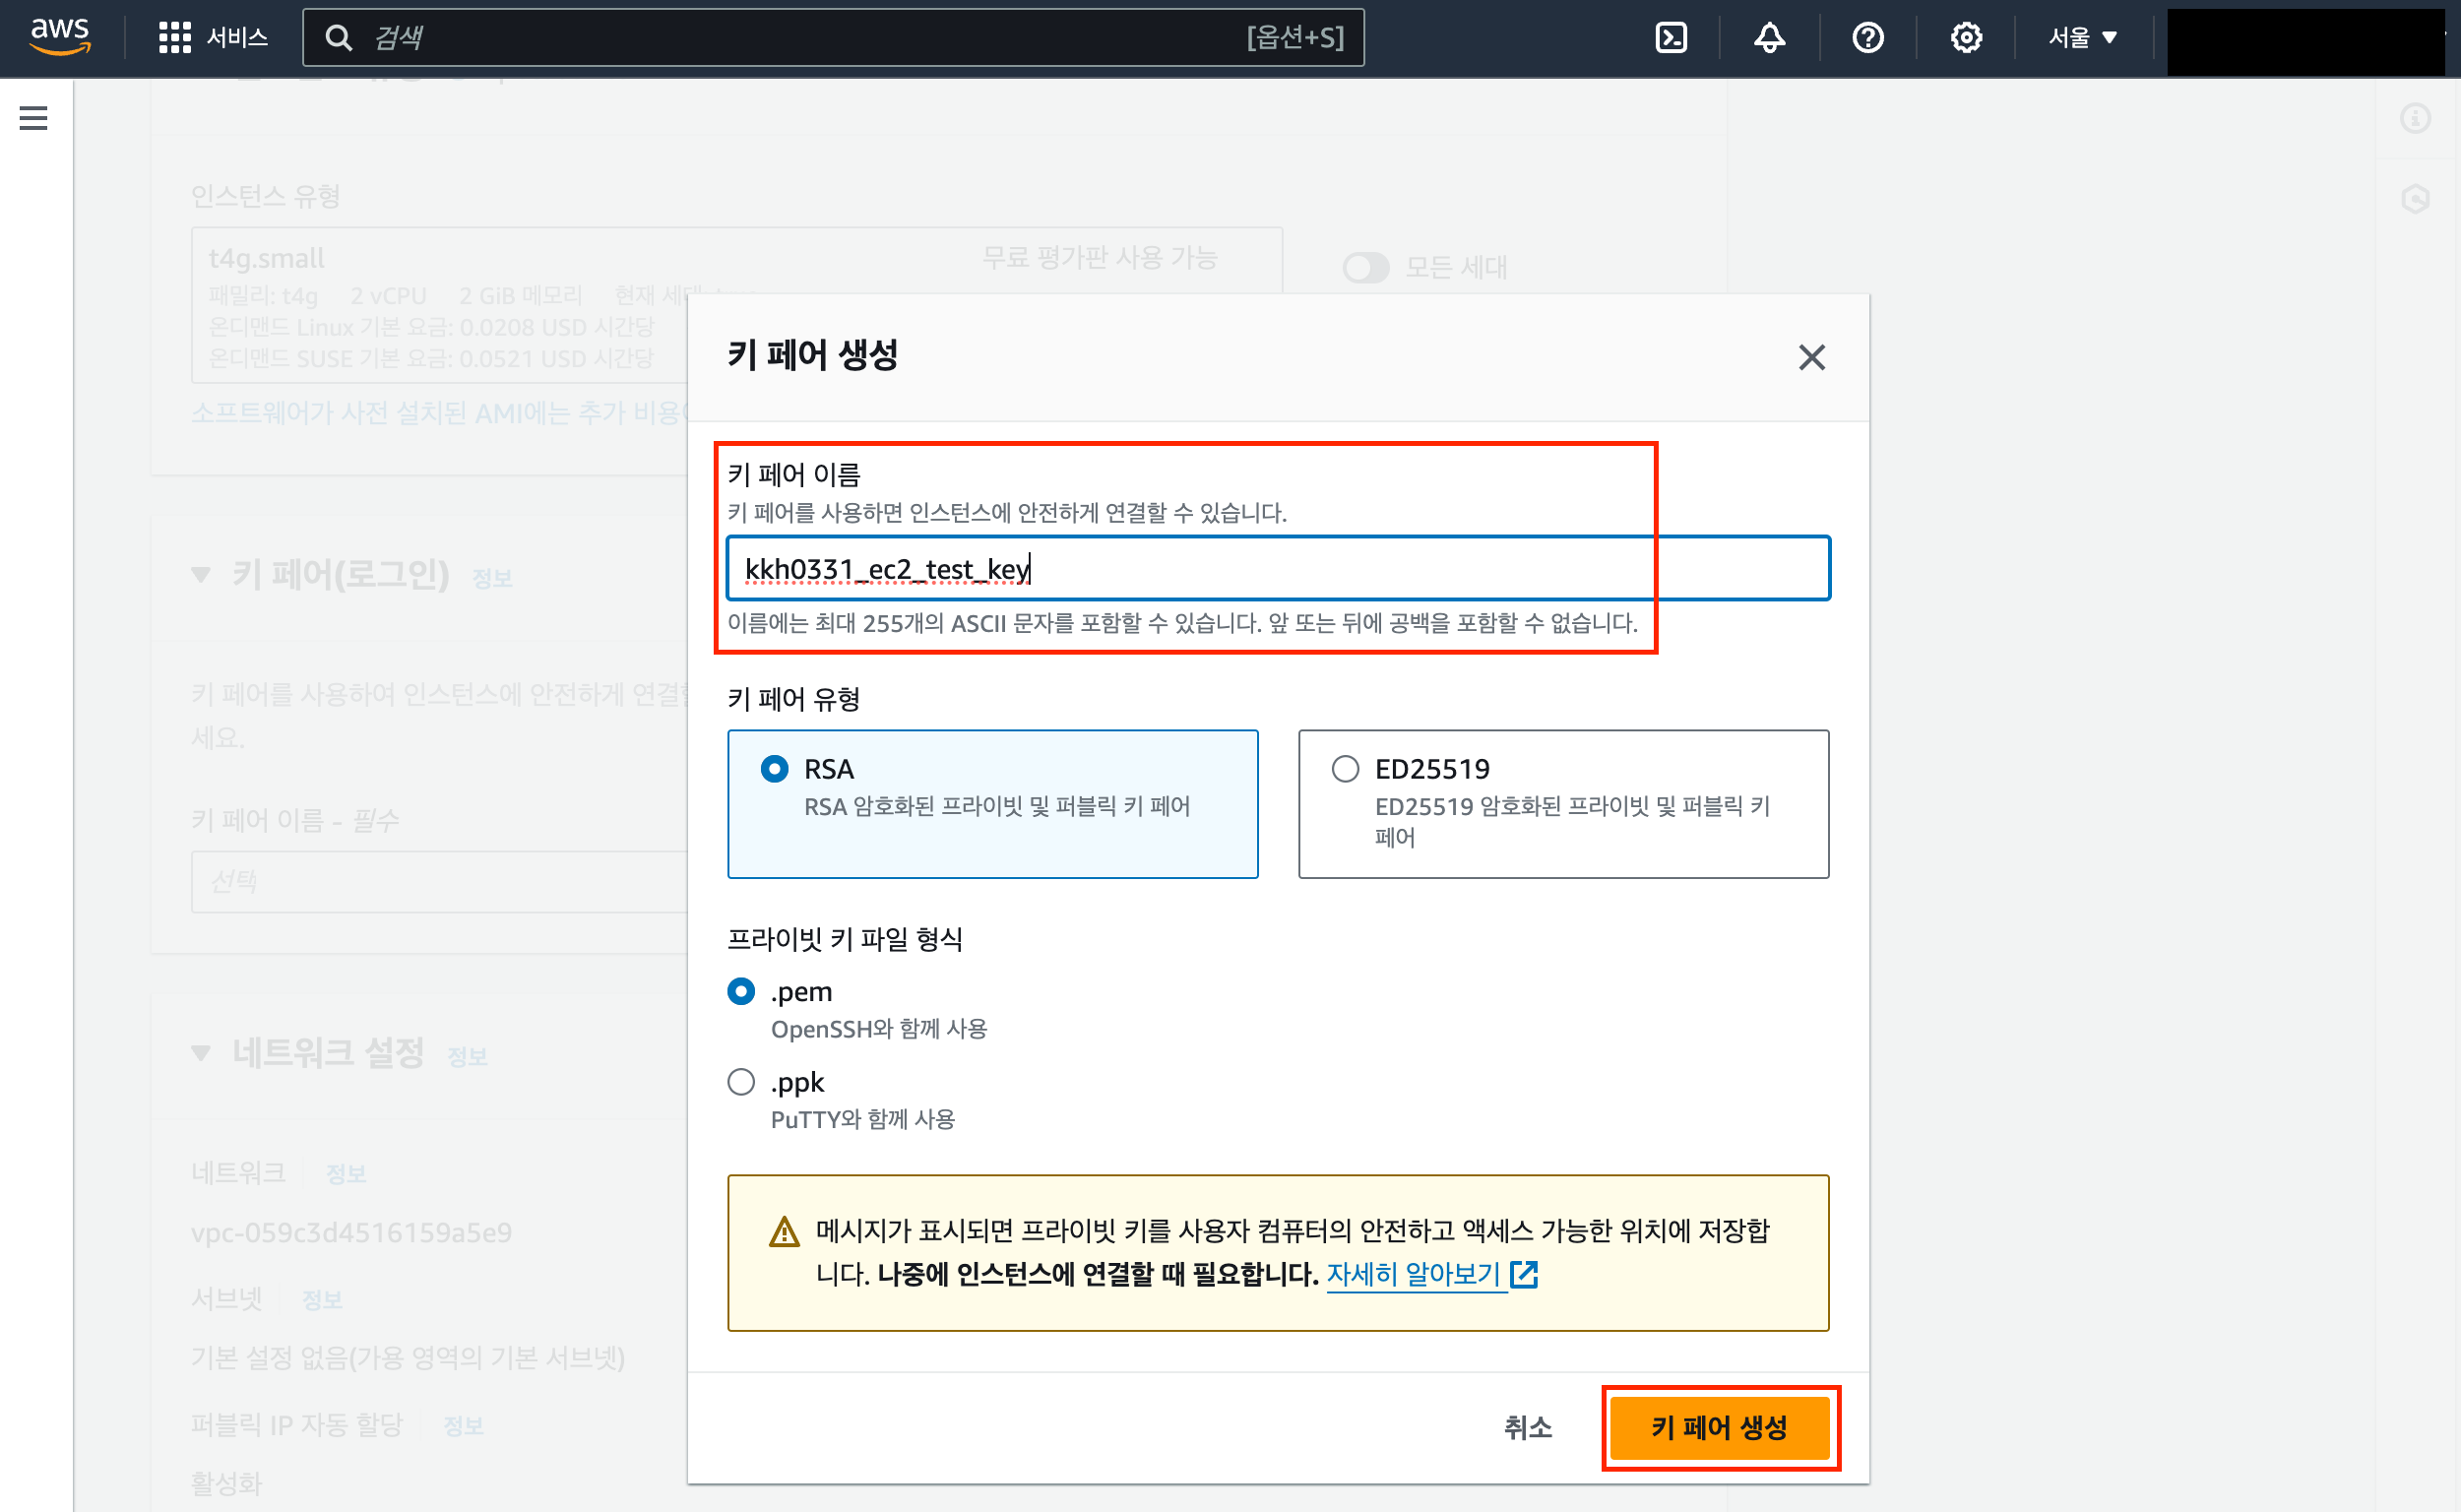 aws
서비스
검색
[옵션+S]
서울
인스턴스 유형
t4g.small
무료 평가판 사용 가능
패밀리: t4g 2 vCPU 2 GiB 메모리 현재 세대:
온디맨드 Linux 기본 요금: 0.0208 USD 시간당
온디맨드 SUSE 기본 요금: 0.0521 USD 시간당
모든 세대
소프트웨어가 사전 설치된 AMI에는 추가
키 페어(로그인) 정보
키 페어를 사용하여 인스턴스에 안전하게
세요.
키 페어 이름 - 필수
선택
네트워크 설정 정보
네트워크 정보
vpc-059c3d4516159a5e9
서브넷 정보
기본 설정 없음(가용 영역의 기본 서브넷)
퍼블릭 IP 자동 할당 정보
활성화
키 페어 생성
키 페어 이름
키 페어를 사용하면 인스턴스에 안전하게 연결할 수 있습니다.
kkh0331_ec2_test_key
이름에는 최대 255개의 ASCII 문자를 포함할 수 있습니다. 앞 또는 뒤에 공백을 포함할 수 없습니다.
키 페어 유형
RSA
RSA 암호화된 프라이빗 및 퍼블릭 키 페어
ED25519
ED25519 암호화된 프라이빗 및 퍼블릭 키
페어
프라이빗 키 파일 형식
.pem
OpenSSH와 함께 사용
.ppk
PuTTY와 함께 사용
메시지가 표시되면 프라이빗 키를 사용자 컴퓨터의 안전하고 액세스 가능한 위치에 저장합
니다. 나중에 인스턴스에 연결할 때 필요합니다. 자세히 알아보기
취소
키 페어 생성